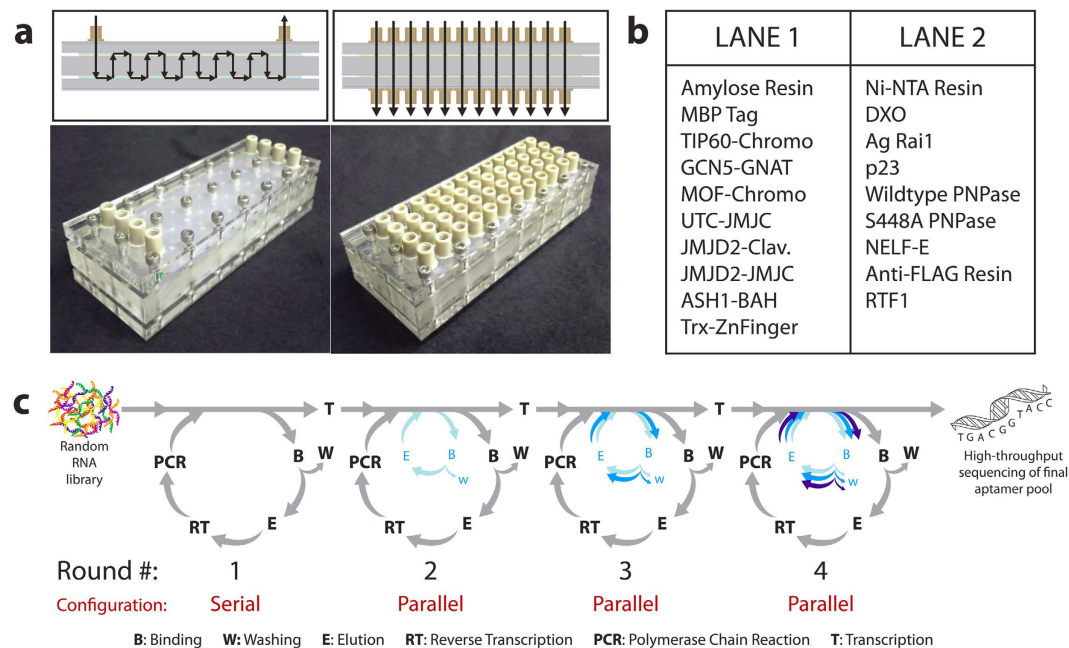 a
b
LANE 1
LANE 2
Amylose Resin
MBP Tag
TIP60-Chromo
GCN5-GNAT
MOF-Chromo
UTC-JMJC
JMJD2-Clav.
JMJD2-JMJC
ASH1-BAH
Trx-ZnFinger
Ni-NTA Resin
DXO
Ag Rai1
p23
Wildtype PNPase
S448A PNPase
NELF-E
Anti-FLAG Resin
RTF1
c
Random
RNA
library
T
B
W
E
RT
PCR
T
B
W
E
RT
PCR
E
B
W
T
B
W
E
RT
PCR
E
B
W
B
W
E
RT
PCR
E
B
W
TGACGGTACC
High-throughput
sequencing of final
aptamer pool
Round #: 1 2 3 4
Configuration: Serial Parallel Parallel Parallel
B: Binding W: Washing E: Elution RT: Reverse Transcription PCR: Polymerase Chain Reaction T: Transcription